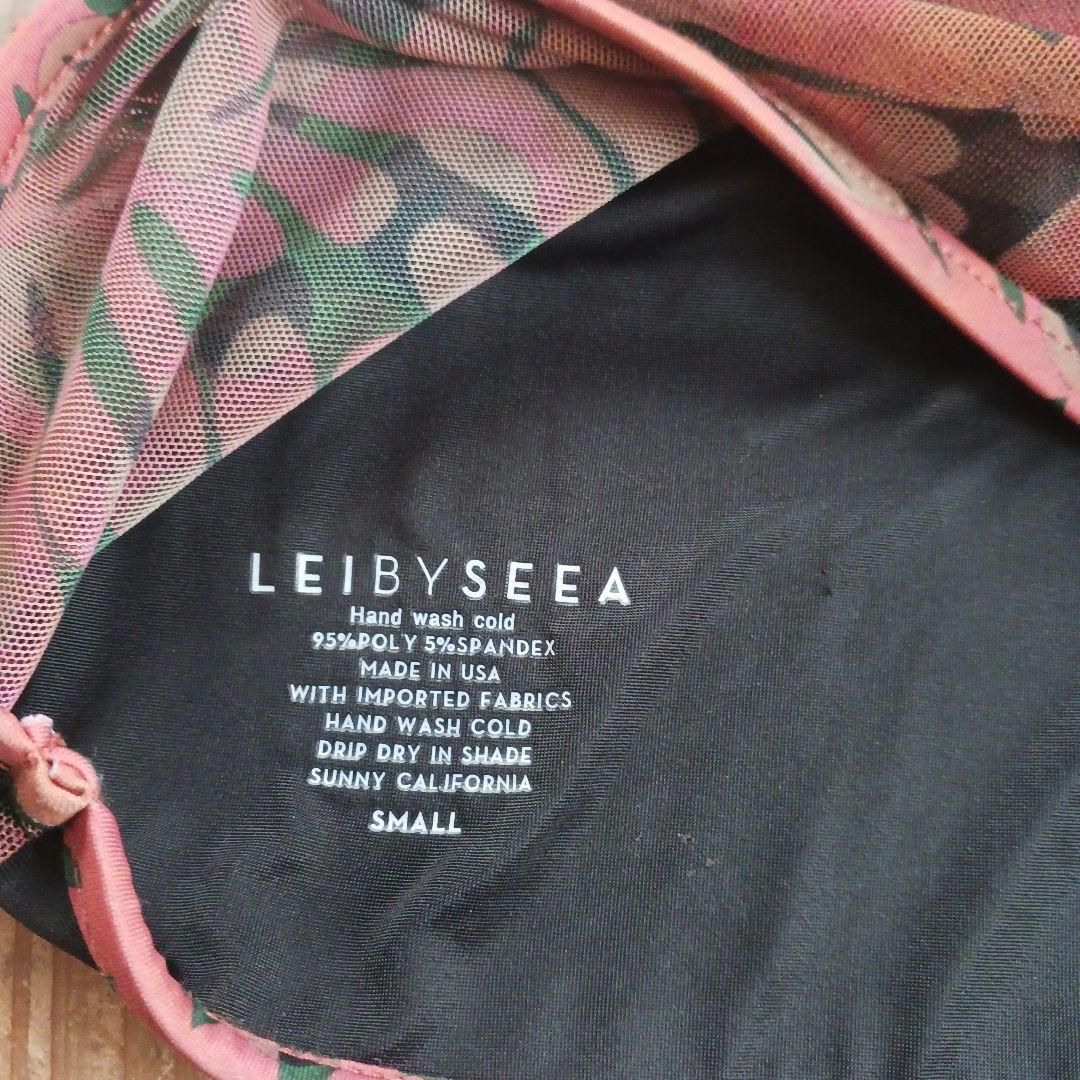 LEIBYSEEA
Hand wash cold
95%POLY 5%SPANDEX
MADE IN USA
WITH IMPORTED FABRICS
HAND WASH COLD
DRIP DRY IN SHADE
SUNNY CALIFORNIA
SMALL